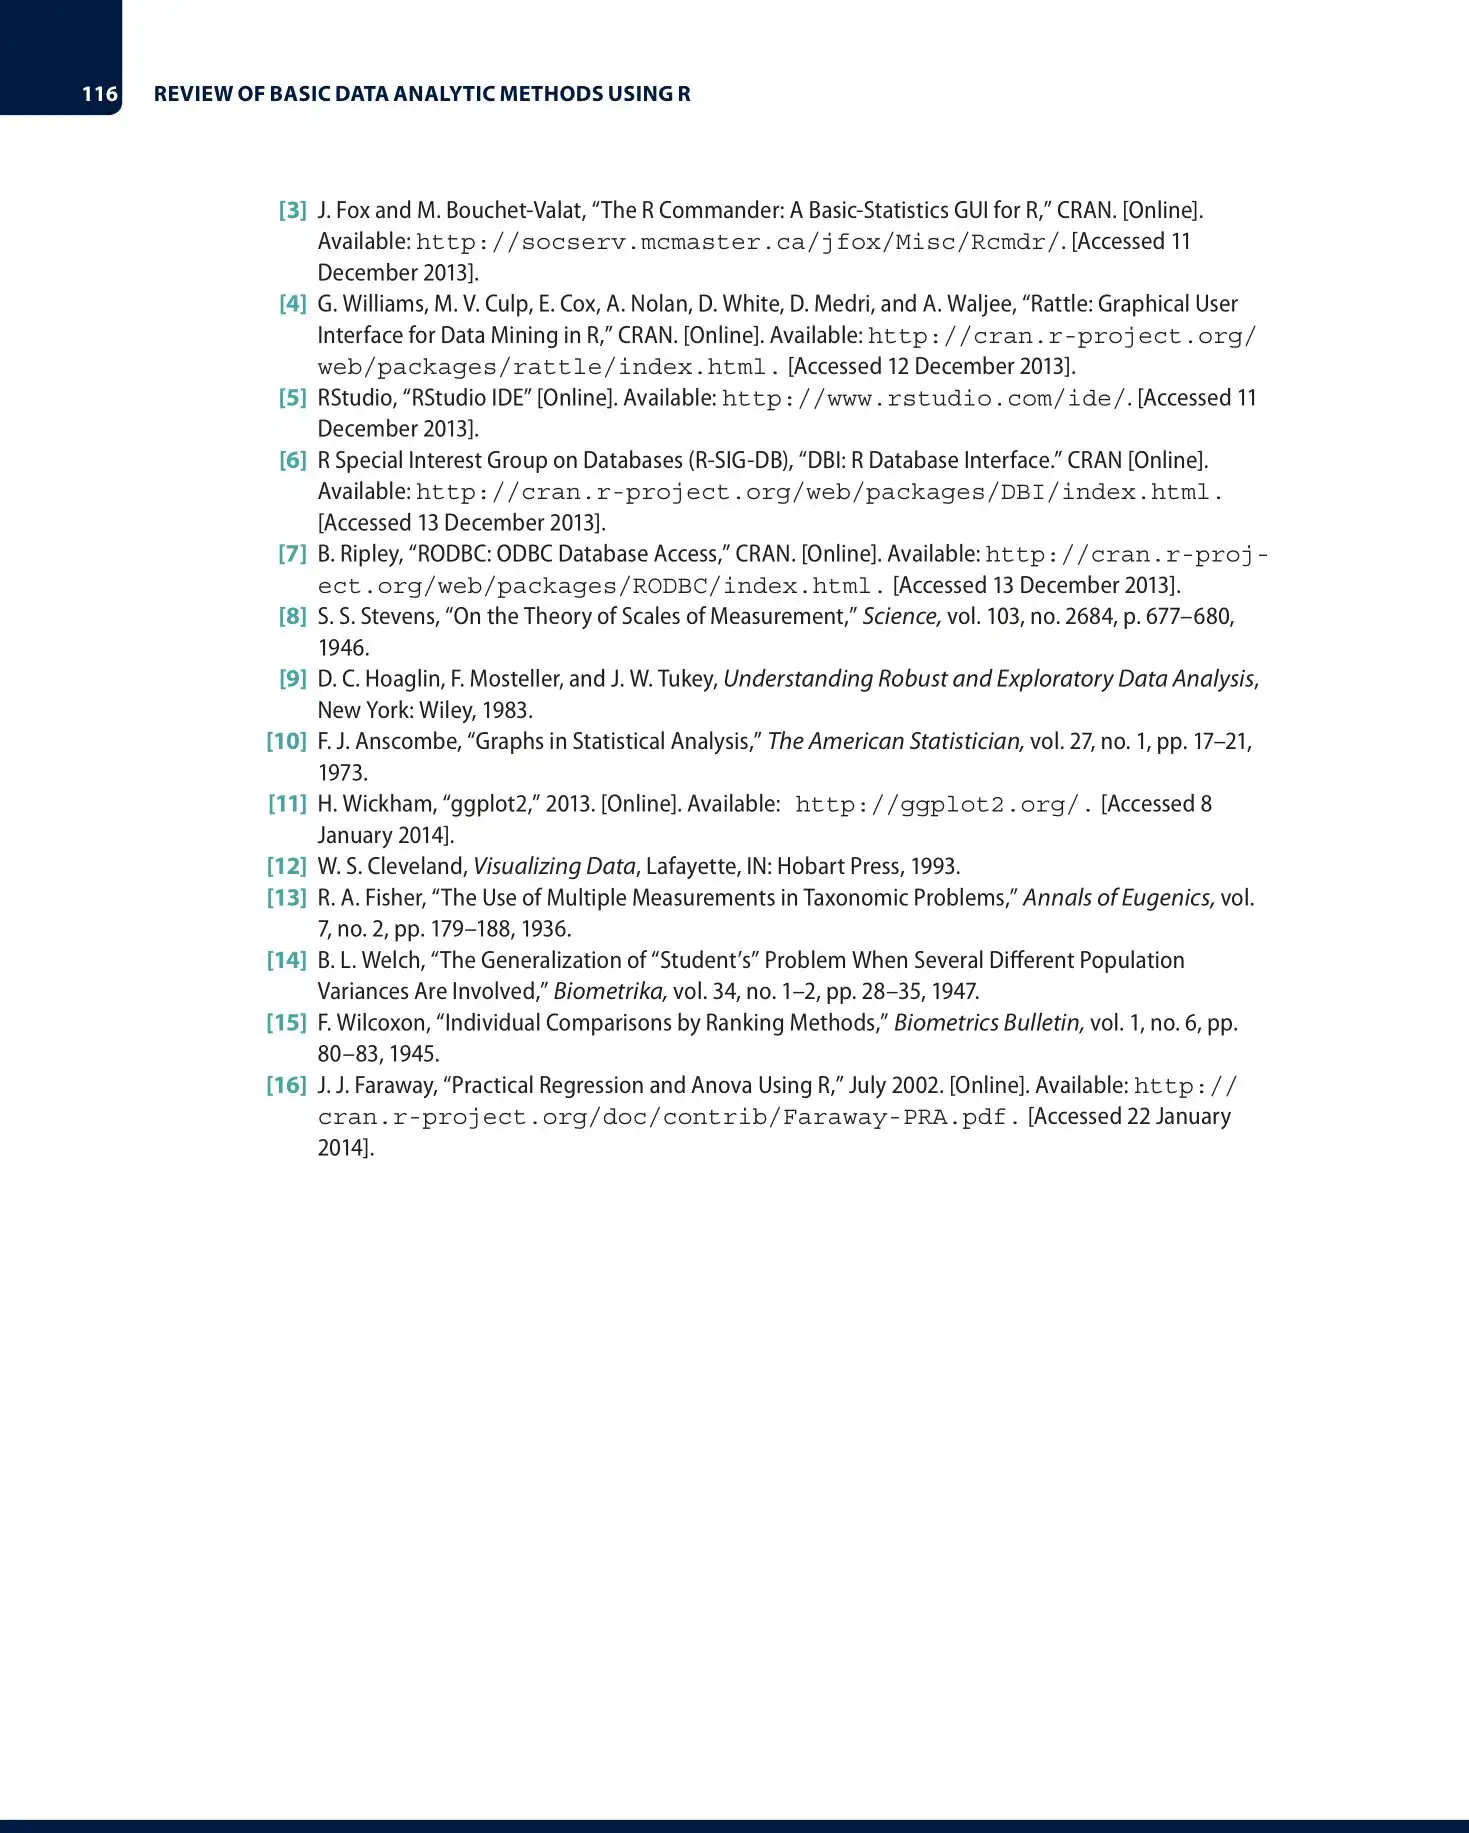 116 REVIEW OF BASIC DATA ANALYTIC METHODS USING R
[3] J. Fox and M. Bouchet-Valat, “The R Commander: A Basic-Statistics GUI for R,” CRAN. [Online].
Available: http://socserv.mcmaster.ca/jfox/Misc/Rcmdr/. [Accessed 11
December 2013].
[4] G. Williams, M. V. Culp, E. Cox, A. Nolan, D. White, D. Medri, and A. Waljee, “Rattle: Graphical User
Interface for Data Mining in R,” CRAN. [Online]. Available: http://cran.r-project.org/
web/packages/rattle/index.html. [Accessed 12 December 2013].
[5] RStudio, “RStudio IDE” [Online]. Available: http://www.rstudio.com/ide/. [Accessed 11
December 2013].
[6] R Special Interest Group on Databases (R-SIG-DB), “DBI: R Database Interface.” CRAN [Online].
Available: http://cran.r-project.org/web/packages/DBI/index.html.
[Accessed 13 December 2013].
[7] B. Ripley, “RODBC: ODBC Database Access,” CRAN. [Online]. Available: http://cran.r-proj-
ect.org/web/packages/RODBC/index.html. [Accessed 13 December 2013].
[8] S. S. Stevens, “On the Theory of Scales of Measurement,” Science, vol. 103, no. 2684, p. 677–680,
1946.
[9] D. C. Hoaglin, F. Mosteller, and J. W. Tukey, Understanding Robust and Exploratory Data Analysis,
New York: Wiley, 1983.
[10] F. J. Anscombe, “Graphs in Statistical Analysis,” The American Statistician, vol. 27, no. 1, pp. 17–21,
1973.
[11] H. Wickham, “ggplot2,” 2013. [Online]. Available: http://ggplot2.org/. [Accessed 8
January 2014].
[12] W. S. Cleveland, Visualizing Data, Lafayette, IN: Hobart Press, 1993.
[13] R. A. Fisher, “The Use of Multiple Measurements in Taxonomic Problems,” Annals of Eugenics, vol.
7, no. 2, pp. 179–188, 1936.
[14] B. L. Welch, “The Generalization of “Student’s” Problem When Several Different Population
Variances Are Involved,” Biometrika, vol. 34, no. 1–2, pp. 28–35, 1947.
[15] F. Wilcoxon, “Individual Comparisons by Ranking Methods,” Biometrics Bulletin, vol. 1, no. 6, pp.
80–83, 1945.
[16] J. J. Faraway, “Practical Regression and Anova Using R,” July 2002. [Online]. Available: http://
cran.r-project.org/doc/contrib/Faraway-PRA.pdf. [Accessed 22 January
2014].